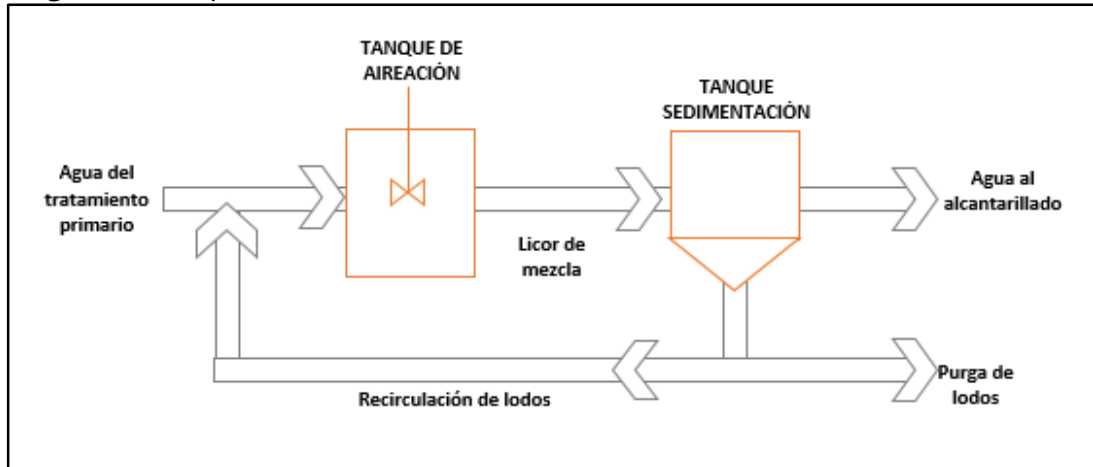 TANQUE DE
AIREACIÓN
TANQUE
SEDIMENTACIÓN
Agua del
tratamiento
primario
Agua al
alcantarillado
Licor de
mezcla
Recirculación de lodos
Purga de
lodos